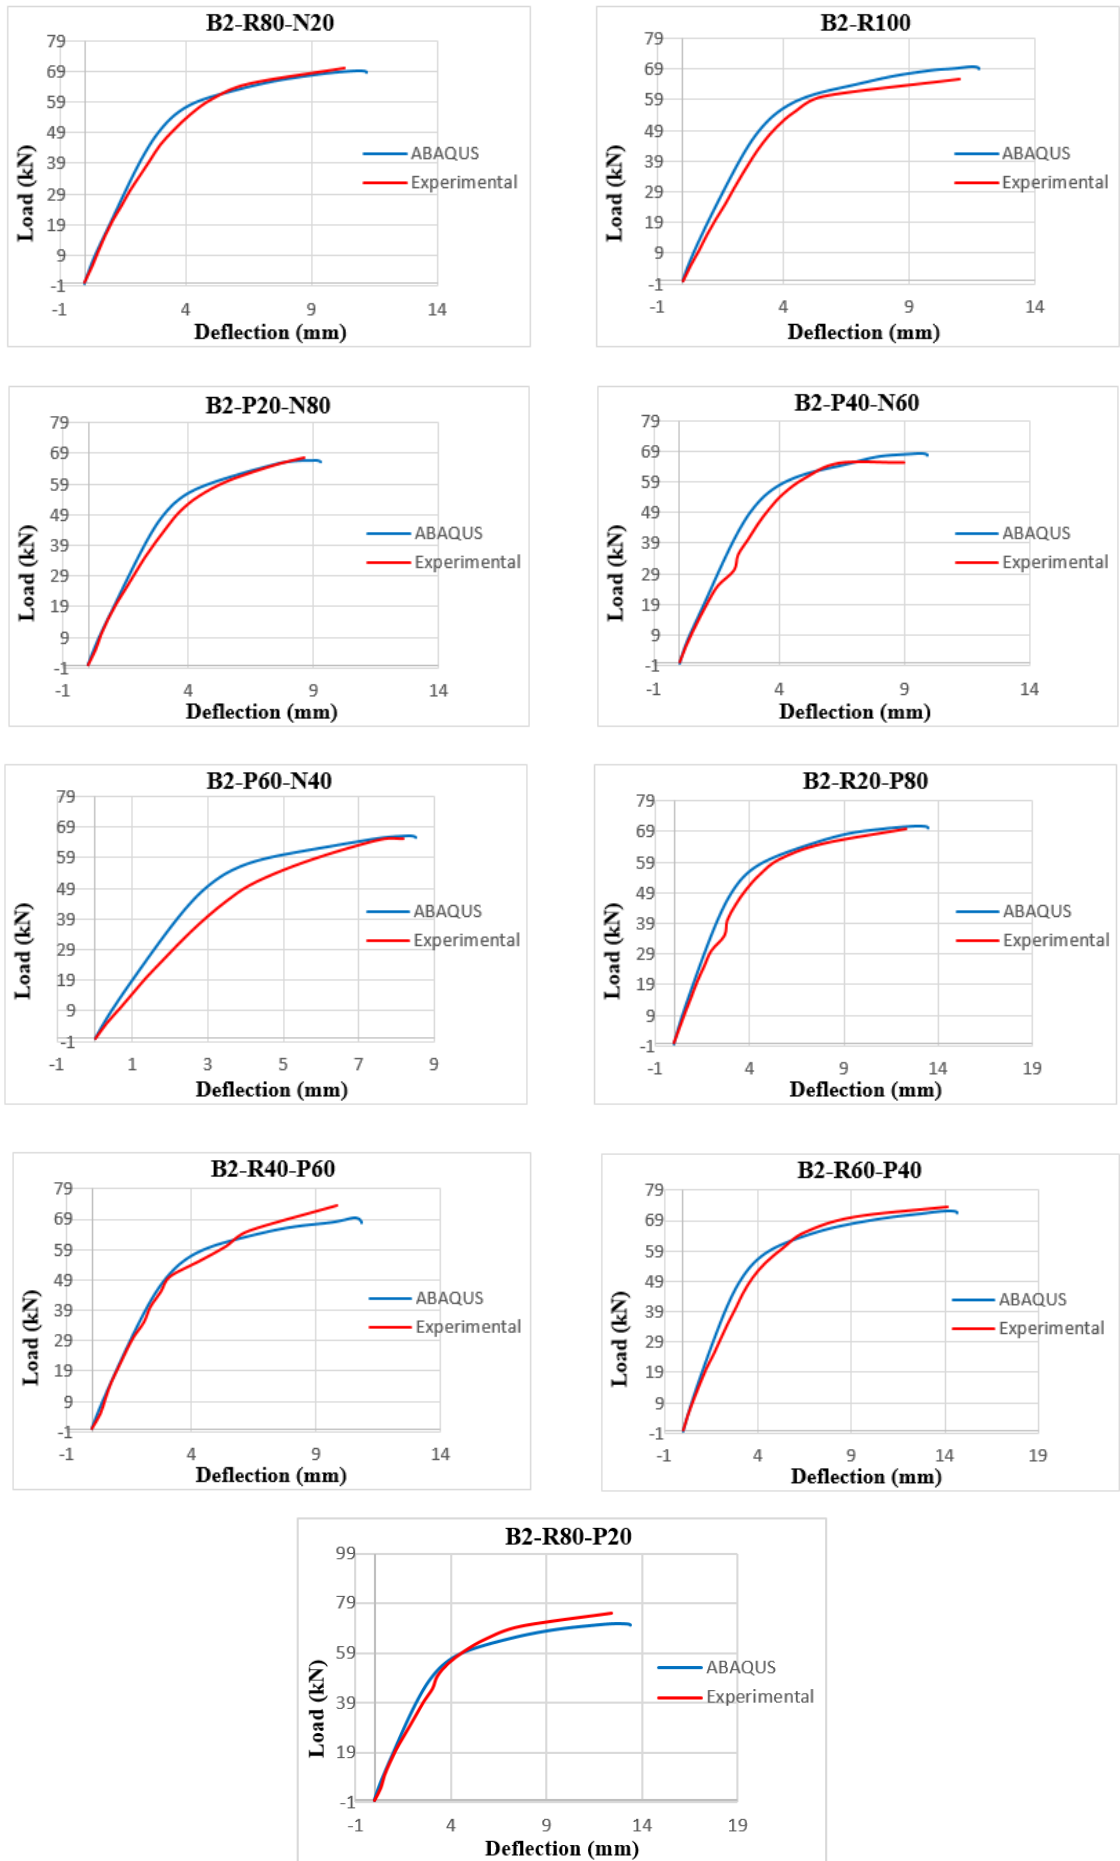 B2-R80-N20
79
69
59
49
39
29
19
9
-1
-1 4 9 14
Load (kN)
Deflection (mm)
ABAQUS
Experimental
B2-R100
79
69
59
49
39
29
19
9
-1
-1 4 9 14
Load (kN)
Deflection (mm)
ABAQUS
Experimental
B2-P20-N80
79
69
59
49
39
29
19
9
-1
-1 4 9 14
Load (kN)
Deflection (mm)
ABAQUS
Experimental
B2-P40-N60
79
69
59
49
39
29
19
9
-1
-1 4 9 14
Load (kN)
Deflection (mm)
ABAQUS
Experimental
B2-P60-N40
79
69
59
49
39
29
19
9
-1
-1 1 3 5 7 9
Load (kN)
Deflection (mm)
ABAQUS
Experimental
B2-R20-P80
79
69
59
49
39
29
19
9
-1
-1 4 9 14 19
Load (kN)
Deflection (mm)
ABAQUS
Experimental
B2-R40-P60
79
69
59
49
39
29
19
9
-1
-1 4 9 14
Load (kN)
Deflection (mm)
ABAQUS
Experimental
B2-R60-P40
79
69
59
49
39
29
19
9
-1
-1 4 9 14 19
Load (kN)
Deflection (mm)
ABAQUS
Experimental
B2-R80-P20
99
79
59
39
19
-1
-1 4 9 14 19
Load (kN)
Deflection (mm)
ABAQUS
Experimental